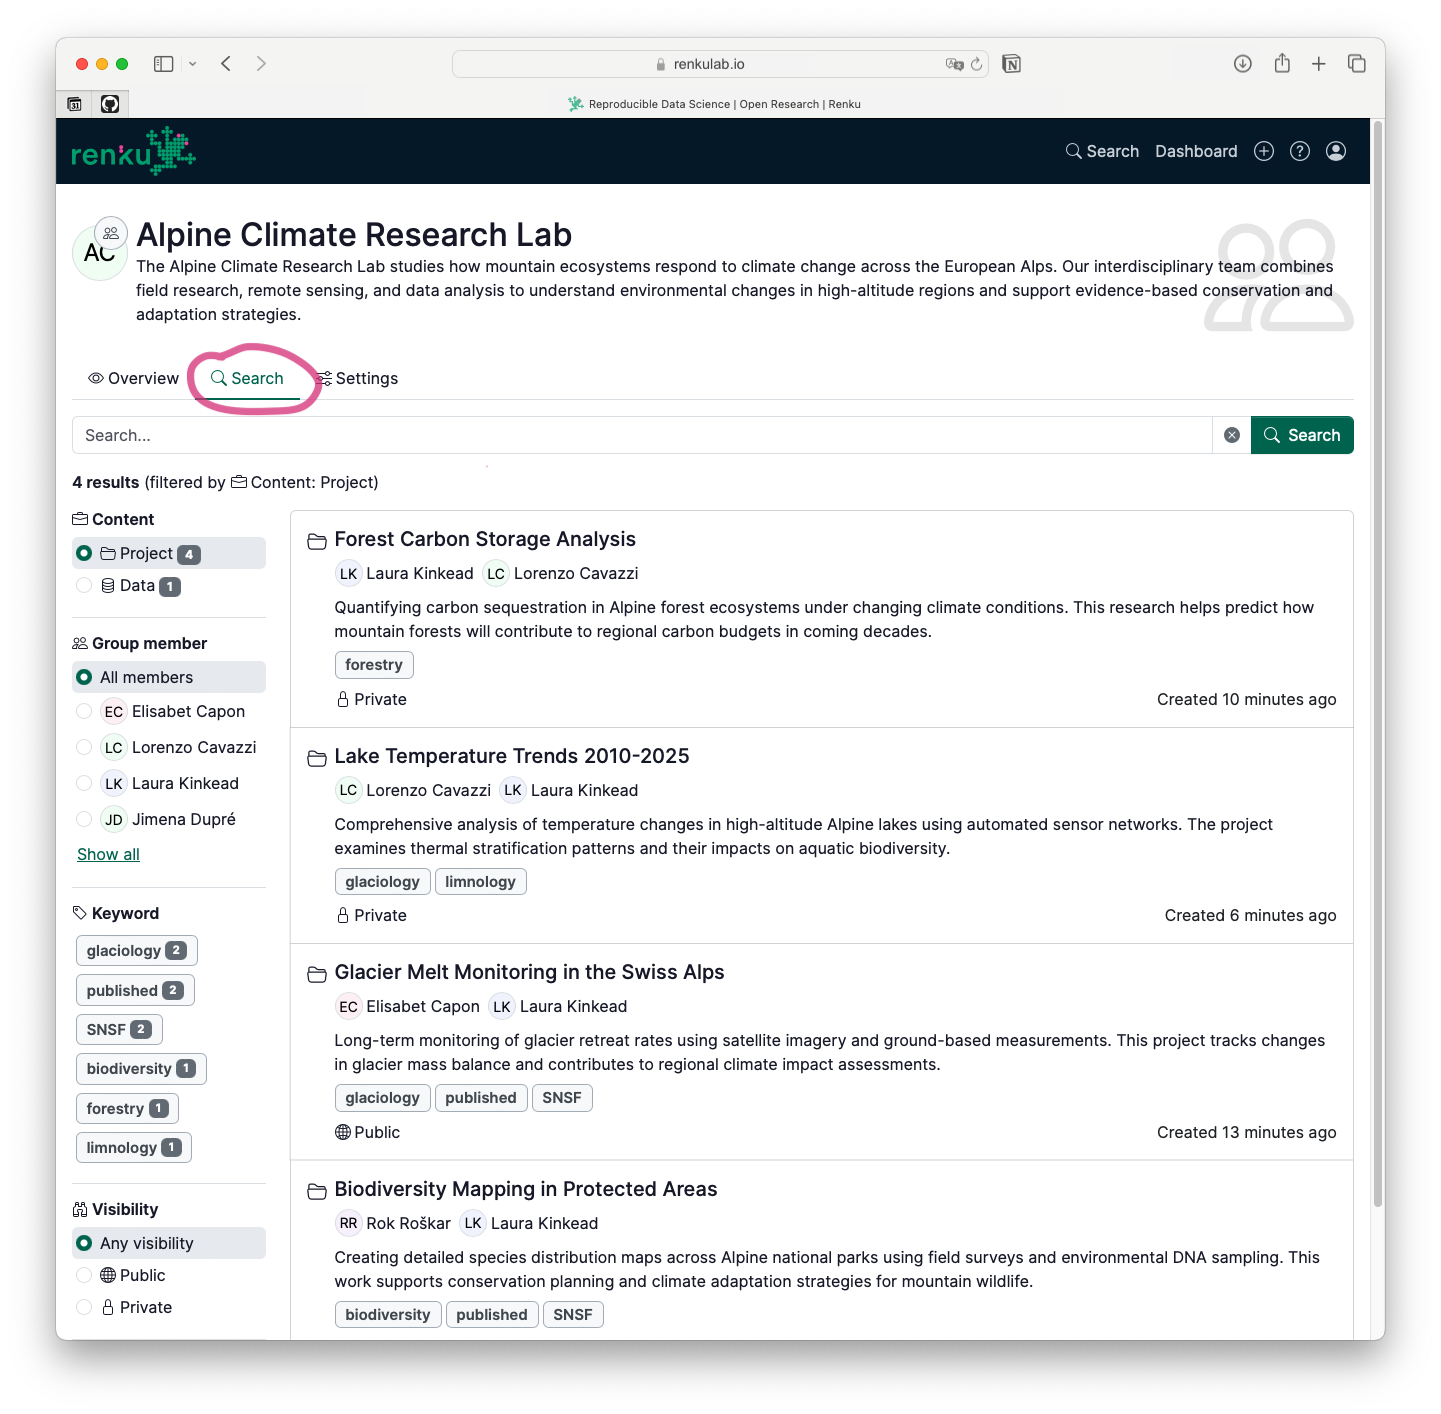 renkulab.io
31
Reproducible Data Science | Open Research | Renku
renku
Search
Dashboard
AC
Alpine Climate Research Lab
The Alpine Climate Research Lab studies how mountain ecosystems respond to climate change across the European Alps. Our interdisciplinary team combines
field research, remote sensing, and data analysis to understand environmental changes in high-altitude regions and support evidence-based conservation and
adaptation strategies.
Overview
Search
Settings
Search...
Search
4 results (filtered by Content: Project)
Content
Project 4
Data 1
Group member
All members
EC Elisabet Capon
LC Lorenzo Cavazzi
LK Laura Kinkead
JD Jimena Dupré
Show all
Keyword
glaciology 2
published 2
SNSF 2
biodiversity 1
forestry 1
limnology 1
Visibility
Any visibility
Public
Private
Forest Carbon Storage Analysis
LK Laura Kinkead LC Lorenzo Cavazzi
Quantifying carbon sequestration in Alpine forest ecosystems under changing climate conditions. This research helps predict how
mountain forests will contribute to regional carbon budgets in coming decades.
forestry
Private
Created 10 minutes ago
Lake Temperature Trends 2010-2025
LC Lorenzo Cavazzi LK Laura Kinkead
Comprehensive analysis of temperature changes in high-altitude Alpine lakes using automated sensor networks. The project
examines thermal stratification patterns and their impacts on aquatic biodiversity.
glaciology limnology
Private
Created 6 minutes ago
Glacier Melt Monitoring in the Swiss Alps
EC Elisabet Capon LK Laura Kinkead
Long-term monitoring of glacier retreat rates using satellite imagery and ground-based measurements. This project tracks changes
in glacier mass balance and contributes to regional climate impact assessments.
glaciology published SNSF
Public
Created 13 minutes ago
Biodiversity Mapping in Protected Areas
RR Rok Roškar LK Laura Kinkead
Creating detailed species distribution maps across Alpine national parks using field surveys and environmental DNA sampling. This
work supports conservation planning and climate adaptation strategies for mountain wildlife.
biodiversity published SNSF